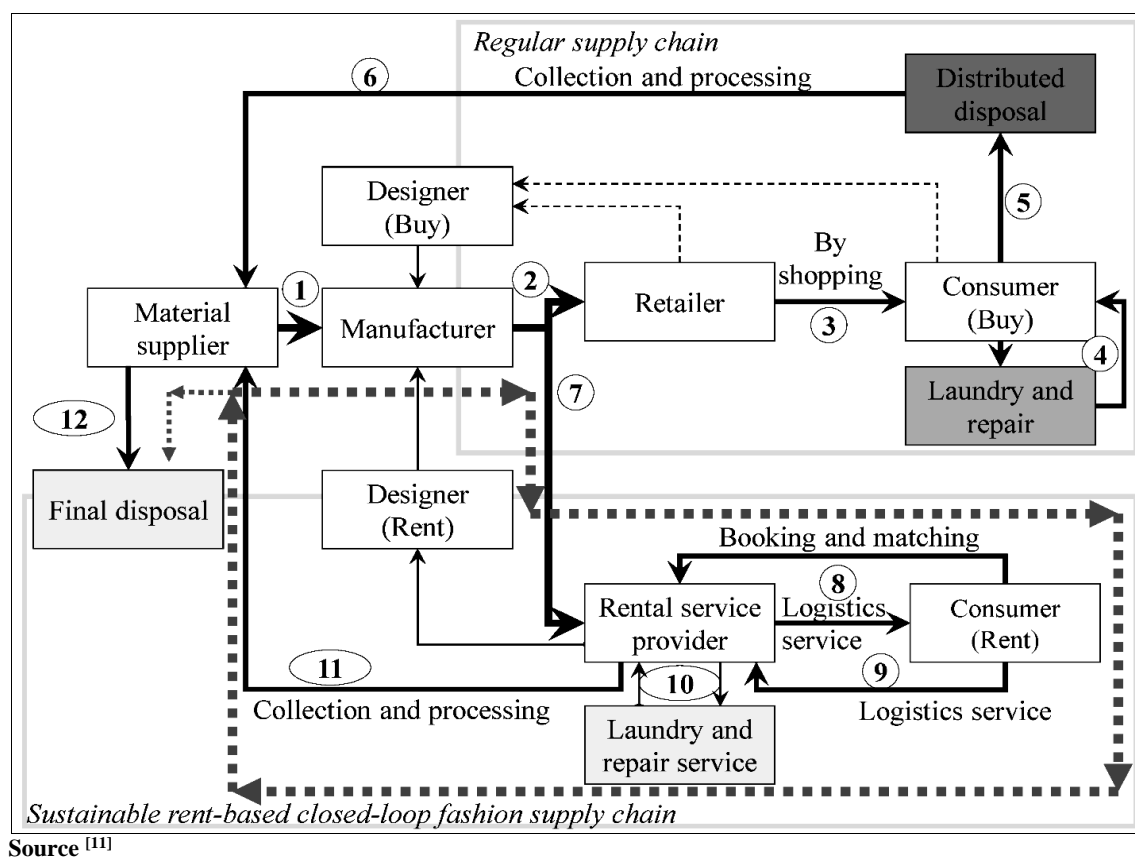 Regular supply chain
6
Collection and processing
Distributed
disposal
Designer
(Buy)
5
By
shopping
1
2
Material
supplier
Manufacturer
Retailer
3
Consumer
(Buy)
4
7
Laundry and
repair
12
Final disposal
Designer
(Rent)
Booking and matching
8
Rental service
provider
Logistics
service
Consumer
(Rent)
11
10
9
Collection and processing
Logistics service
Laundry and
repair service
Sustainable rent-based closed-loop fashion supply chain
Source [11]